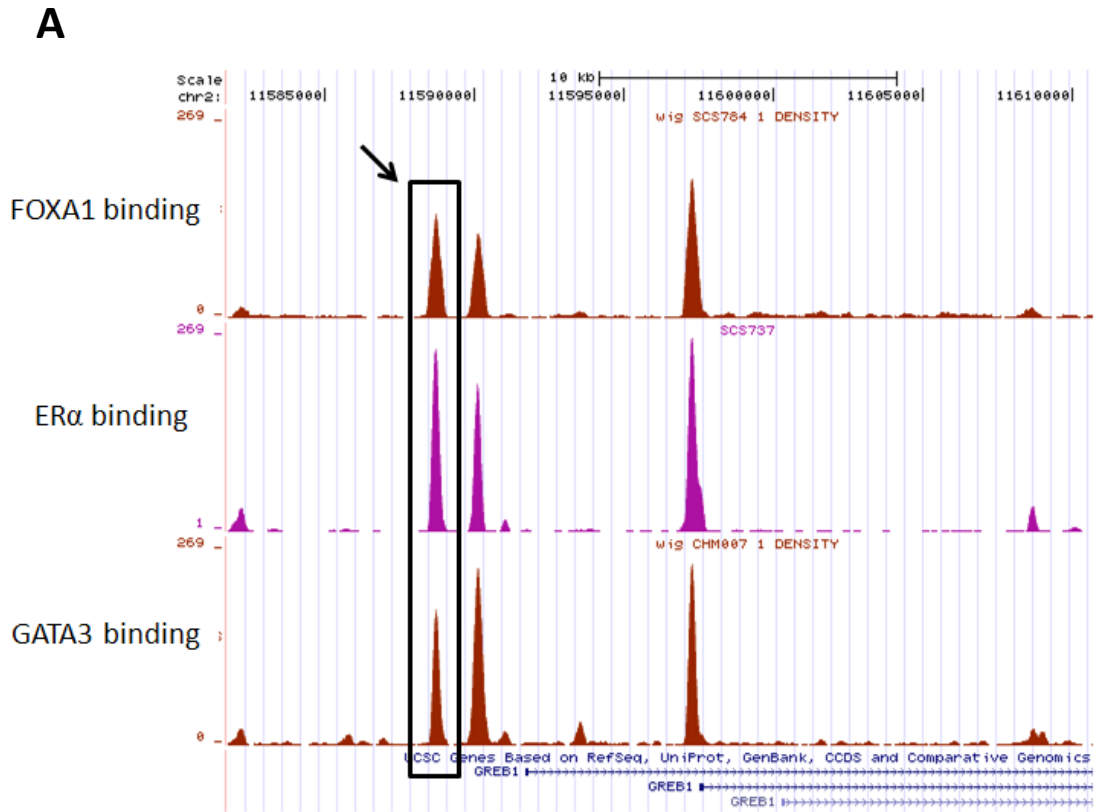 A
Scale 10 kb
chr2: 11585000 11590000 11595000 11600000 11605000 11610000
269 _ wig SCS784 1 DENSITY
FOXA1 binding
0 _
269 _ SCS737
ERα binding
1 _
269 _ wig CHM007 1 DENSITY
GATA3 binding
0 _
UCSC Genes Based on RefSeq, UniProt, GenBank, CCDS and Comparative Genomics
GREB1
GREB1
GREB1